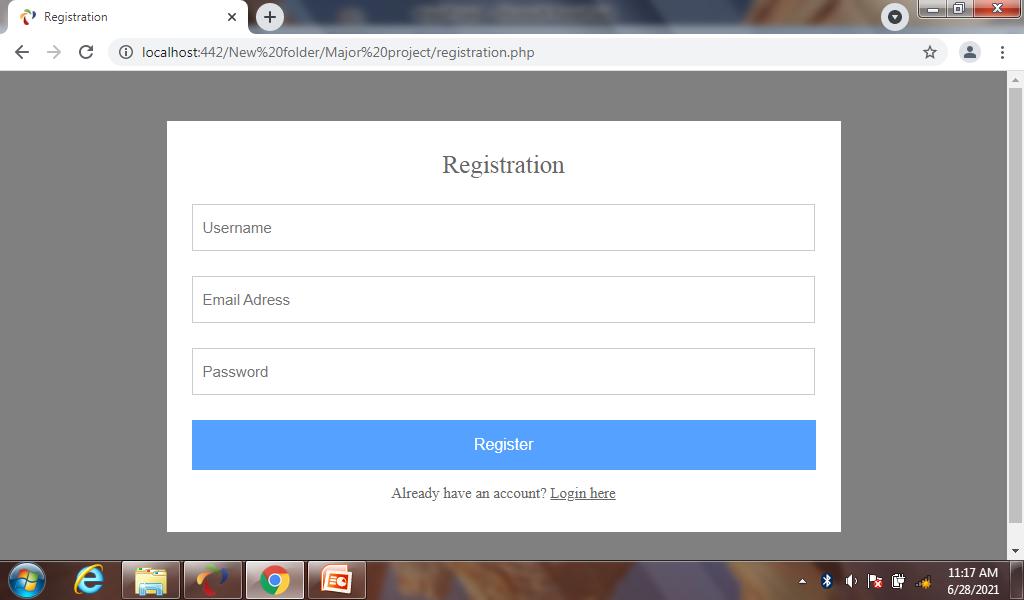 Registration
localhost:442/New%20folder/Major%20project/registration.php
Registration
Username
Email Adress
Password
Register
Already have an account? Login here
11:17 AM
6/28/2021